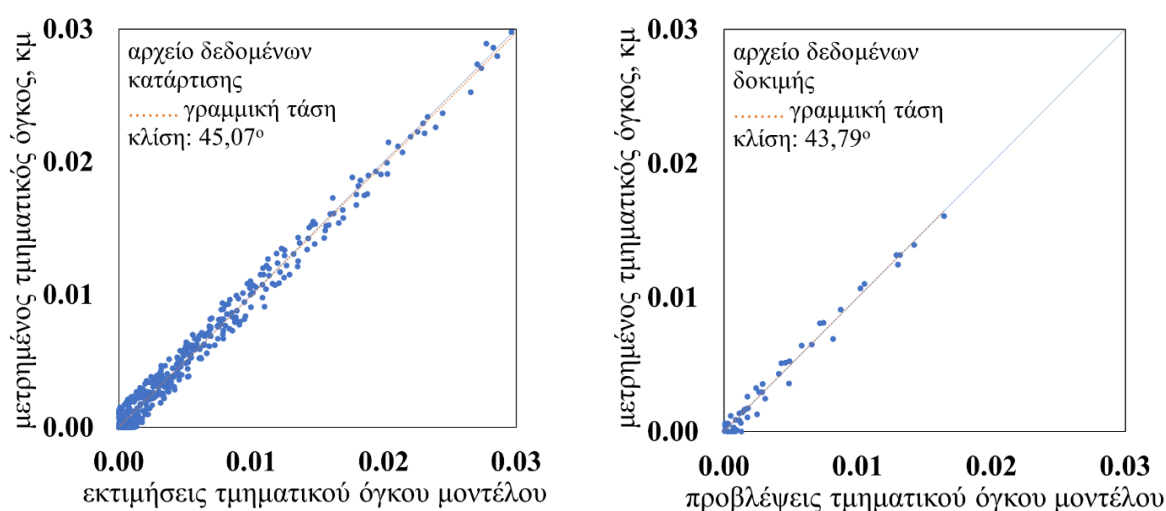 μετρημένος τμηματικός όγκος, κμ
0.03
0.02
0.01
0.00
αρχείο δεδομένων
κατάρτισης
......... γραμμική τάση
κλίση: 45,07º
0.00 0.01 0.02 0.03
εκτιμήσεις τμηματικού όγκου μοντέλου
μετρημένος τμηματικός όγκος, κμ
0.03
0.02
0.01
0.00
αρχείο δεδομένων
δοκιμής
......... γραμμική τάση
κλίση: 43,79º
0.00 0.01 0.02 0.03
προβλέψεις τμηματικού όγκου μοντέλου